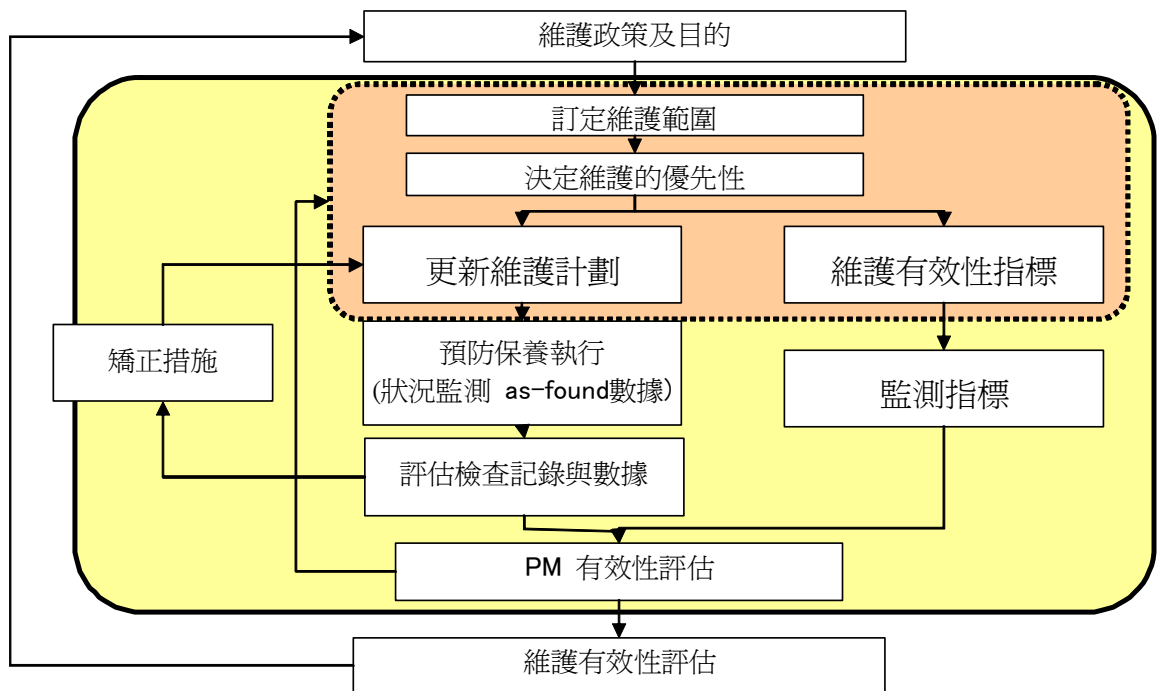 維護政策及目的
訂定維護範圍
決定維護的優先性
更新維護計劃
維護有效性指標
矯正措施
預防保養執行
(狀況監測 as-found數據)
監測指標
評估檢查記錄與數據
PM 有效性評估
維護有效性評估